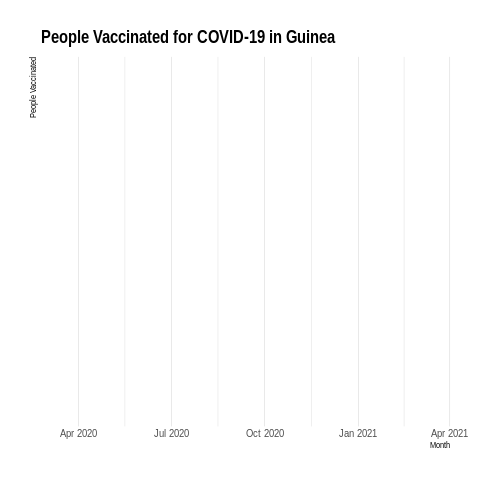 People Vaccinated for COVID-19 in Guinea
People Vaccinated
Apr 2020 Jul 2020 Oct 2020 Jan 2021 Apr 2021
Month